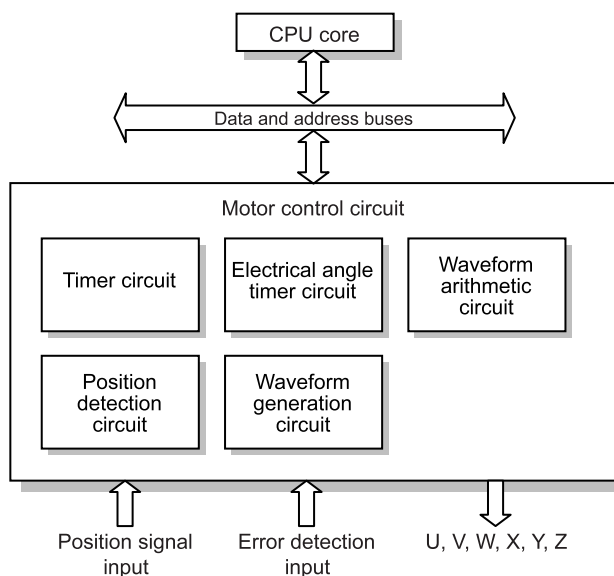 CPU core
Data and address buses
Motor control circuit
Timer circuit
Electrical angle
timer circuit
Waveform
arithmetic
circuit
Position
detection
circuit
Waveform
generation
circuit
Position signal
input
Error detection
input
U, V, W, X, Y, Z